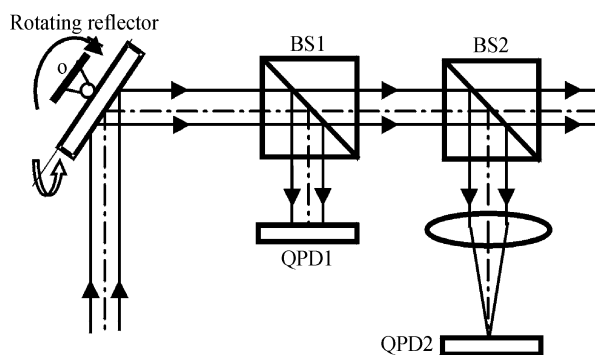 Rotating reflector
o
BS1
BS2
QPD1
QPD2